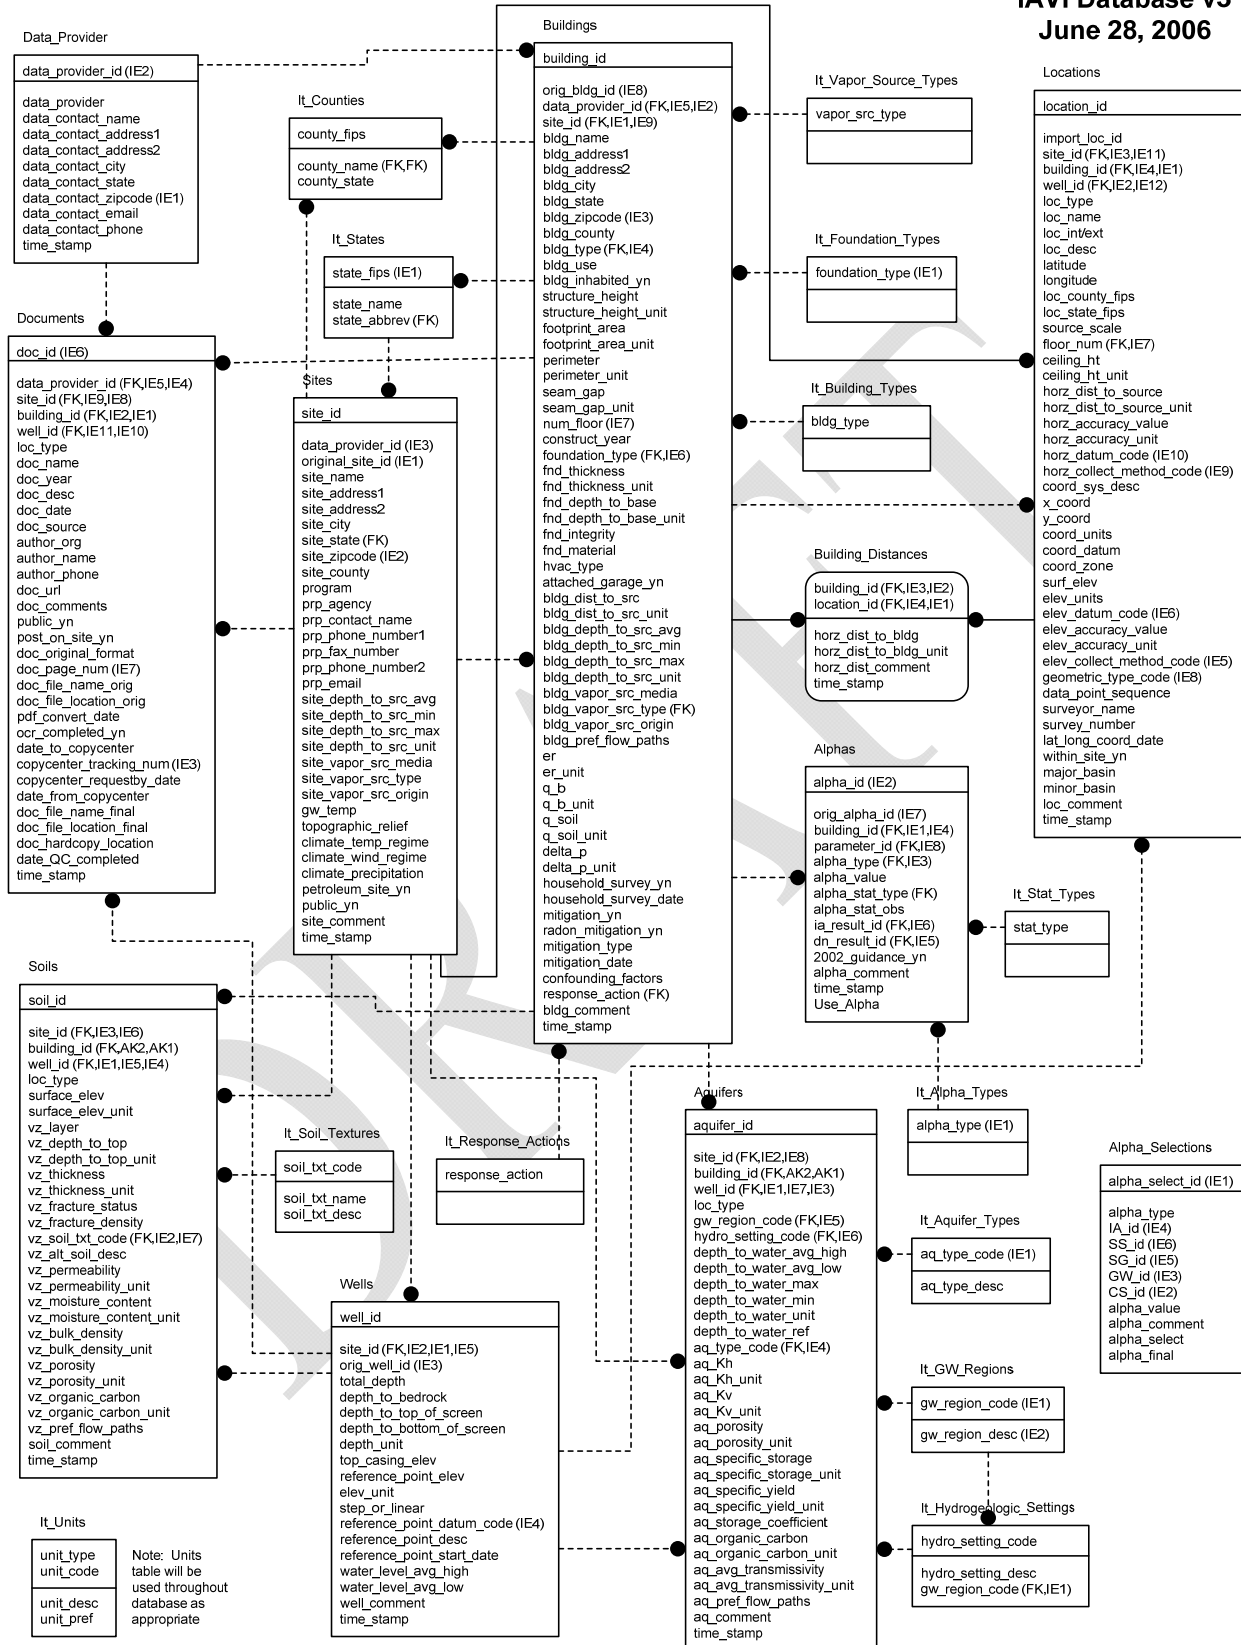 IAVI Database v5
June 28, 2006
Data_Provider
data_provider_id (IE2)
data_provider
data_contact_name
data_contact_address1
data_contact_address2
data_contact_city
data_contact_state
data_contact_zipcode (IE1)
data_contact_email
data_contact_phone
time_stamp
lt_Counties
county_fips
county_name (FK,FK)
county_state
lt_States
state_fips (IE1)
state_name
state_abbrev (FK)
Documents
doc_id (IE6)
data_provider_id (FK,IE5,IE4)
site_id (FK,IE9,IE8)
building_id (FK,IE2,IE1)
well_id (FK,IE11,IE10)
loc_type
doc_name
doc_year
doc_desc
doc_date
doc_source
author_org
author_name
author_phone
doc_url
doc_comments
public_yn
post_on_site_yn
doc_original_format
doc_page_num (IE7)
doc_file_name_orig
doc_file_location_orig
pdf_convert_date
ocr_completed_yn
date_to_copycenter
copycenter_tracking_num (IE3)
copycenter_requestby_date
date_from_copycenter
doc_file_name_final
doc_file_location_final
doc_hardcopy_location
date_QC_completed
time_stamp
Sites
site_id
data_provider_id (IE3)
original_site_id (IE1)
site_name
site_address1
site_address2
site_city
site_state (FK)
site_zipcode (IE2)
site_county
program
prp_agency
prp_contact_name
prp_phone_number1
prp_fax_number
prp_phone_number2
prp_email
site_depth_to_src_avg
site_depth_to_src_min
site_depth_to_src_max
site_depth_to_src_unit
site_vapor_src_media
site_vapor_src_type
site_vapor_src_origin
gw_temp
topographic_relief
climate_temp_regime
climate_wind_regime
climate_precipitation
petroleum_site_yn
public_yn
site_comment
time_stamp
Buildings
building_id
orig_bldg_id (IE8)
data_provider_id (FK,IE5,IE2)
site_id (FK,IE1,IE9)
bldg_name
bldg_address1
bldg_address2
bldg_city
bldg_state
bldg_zipcode (IE3)
bldg_county
bldg_type (FK,IE4)
bldg_use
bldg_inhabited_yn
structure_height
structure_height_unit
footprint_area
footprint_area_unit
perimeter
perimeter_unit
seam_gap
seam_gap_unit
num_floor (IE7)
construct_year
foundation_type (FK,IE6)
fnd_thickness
fnd_thickness_unit
fnd_depth_to_base
fnd_depth_to_base_unit
fnd_integrity
fnd_material
hvac_type
attached_garage_yn
bldg_dist_to_src
bldg_dist_to_src_unit
bldg_depth_to_src_avg
bldg_depth_to_src_min
bldg_depth_to_src_max
bldg_depth_to_src_unit
bldg_vapor_src_media
bldg_vapor_src_type (FK)
bldg_vapor_src_origin
bldg_pref_flow_paths
er
er_unit
q_b
q_b_unit
q_soil
q_soil_unit
delta_p
delta_p_unit
household_survey_yn
household_survey_date
mitigation_yn
radon_mitigation_yn
mitigation_type
mitigation_date
confounding_factors
response_action (FK)
bldg_comment
time_stamp
lt_Vapor_Source_Types
vapor_src_type
lt_Foundation_Types
foundation_type (IE1)
lt_Building_Types
bldg_type
Building_Distances
building_id (FK,IE3,IE2)
location_id (FK,IE4,IE1)
horz_dist_to_bldg
horz_dist_to_bldg_unit
horz_dist_comment
time_stamp
Alphas
alpha_id (IE2)
orig_alpha_id (IE7)
building_id (FK,IE1,IE4)
parameter_id (FK,IE8)
alpha_type (FK,IE3)
alpha_value
alpha_stat_type (FK)
alpha_stat_obs
ia_result_id (FK,IE6)
dn_result_id (FK,IE5)
2002_guidance_yn
alpha_comment
time_stamp
Use_Alpha
Locations
location_id
import_loc_id
site_id (FK,IE3,IE11)
building_id (FK,IE4,IE1)
well_id (FK,IE2,IE12)
loc_type
loc_name
loc_int/ext
loc_desc
latitude
longitude
loc_county_fips
loc_state_fips
source_scale
floor_num (FK,IE7)
ceiling_ht
ceiling_ht_unit
horz_dist_to_source
horz_dist_to_source_unit
horz_accuracy_value
horz_accuracy_unit
horz_datum_code (IE10)
horz_collect_method_code (IE9)
coord_sys_desc
x_coord
y_coord
coord_units
coord_datum
coord_zone
surf_elev
elev_units
elev_datum_code (IE6)
elev_accuracy_value
elev_accuracy_unit
elev_collect_method_code (IE5)
geometric_type_code (IE8)
data_point_sequence
surveyor_name
survey_number
lat_long_coord_date
within_site_yn
major_basin
minor_basin
loc_comment
time_stamp
lt_Stat_Types
stat_type
Soils
soil_id
site_id (FK,IE3,IE6)
building_id (FK,AK2,AK1)
well_id (FK,IE1,IE5,IE4)
loc_type
surface_elev
surface_elev_unit
vz_layer
vz_depth_to_top
vz_depth_to_top_unit
vz_thickness
vz_thickness_unit
vz_fracture_status
vz_fracture_density
vz_soil_txt_code (FK,IE2,IE7)
vz_alt_soil_desc
vz_permeability
vz_permeability_unit
vz_moisture_content
vz_moisture_content_unit
vz_bulk_density
vz_bulk_density_unit
vz_porosity
vz_porosity_unit
vz_organic_carbon
vz_organic_carbon_unit
vz_pref_flow_paths
soil_comment
time_stamp
lt_Soil_Textures
soil_txt_code
soil_txt_name
soil_txt_desc
lt_Response_Actions
response_action
Wells
well_id
site_id (FK,IE2,IE1,IE5)
orig_well_id (IE3)
total_depth
depth_to_bedrock
depth_to_top_of_screen
depth_to_bottom_of_screen
depth_unit
top_casing_elev
reference_point_elev
elev_unit
step_or_linear
reference_point_datum_code (IE4)
reference_point_desc
reference_point_start_date
water_level_avg_high
water_level_avg_low
well_comment
time_stamp
Aquifers
aquifer_id
site_id (FK,IE2,IE8)
building_id (FK,AK2,AK1)
well_id (FK,IE1,IE7,IE3)
loc_type
gw_region_code (FK,IE5)
hydro_setting_code (FK,IE6)
depth_to_water_avg_high
depth_to_water_avg_low
depth_to_water_max
depth_to_water_min
depth_to_water_unit
depth_to_water_ref
aq_type_code (FK,IE4)
aq_Kh
aq_Kh_unit
aq_Kv
aq_Kv_unit
aq_porosity
aq_porosity_unit
aq_specific_storage
aq_specific_storage_unit
aq_specific_yield
aq_specific_yield_unit
aq_storage_coefficient
aq_organic_carbon
aq_organic_carbon_unit
aq_avg_transmissivity
aq_avg_transmissivity_unit
aq_pref_flow_paths
aq_comment
time_stamp
lt_Alpha_Types
alpha_type (IE1)
lt_Aquifer_Types
aq_type_code (IE1)
aq_type_desc
lt_GW_Regions
gw_region_code (IE1)
gw_region_desc (IE2)
lt_Hydrogeologic_Settings
hydro_setting_code
hydro_setting_desc
gw_region_code (FK,IE1)
Alpha_Selections
alpha_select_id (IE1)
alpha_type
IA_id (IE4)
SS_id (IE6)
SG_id (IE5)
GW_id (IE3)
CS_id (IE2)
alpha_value
alpha_comment
alpha_select
alpha_final
lt_Units
unit_type
unit_code
unit_desc
unit_pref
Note: Units
table will be
used throughout
database as
appropriate
DRAFT